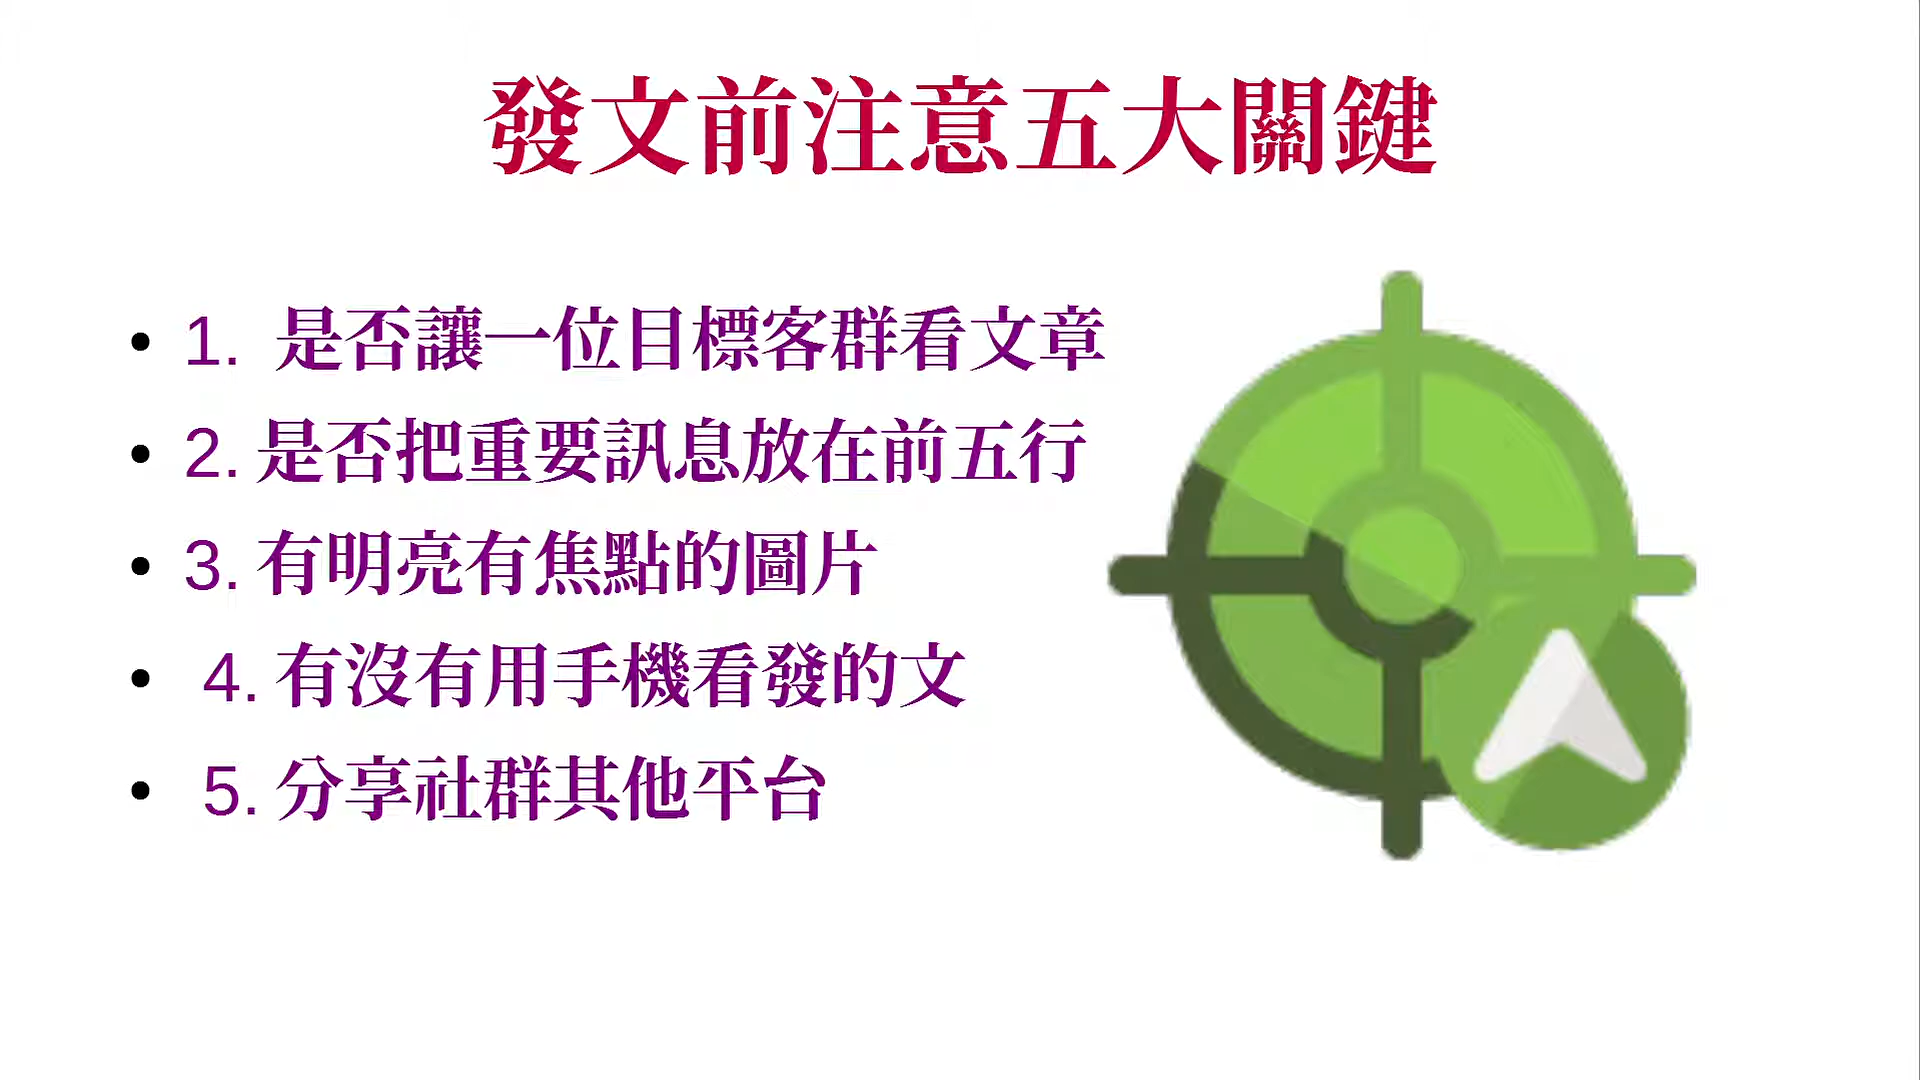 發文前注意五大關鍵
• 1. 是否讓一位目標客群看文章
• 2. 是否把重要訊息放在前五行
• 3. 有明亮有焦點的圖片
• 4. 有沒有用手機看發的文
• 5. 分享社群其他平台